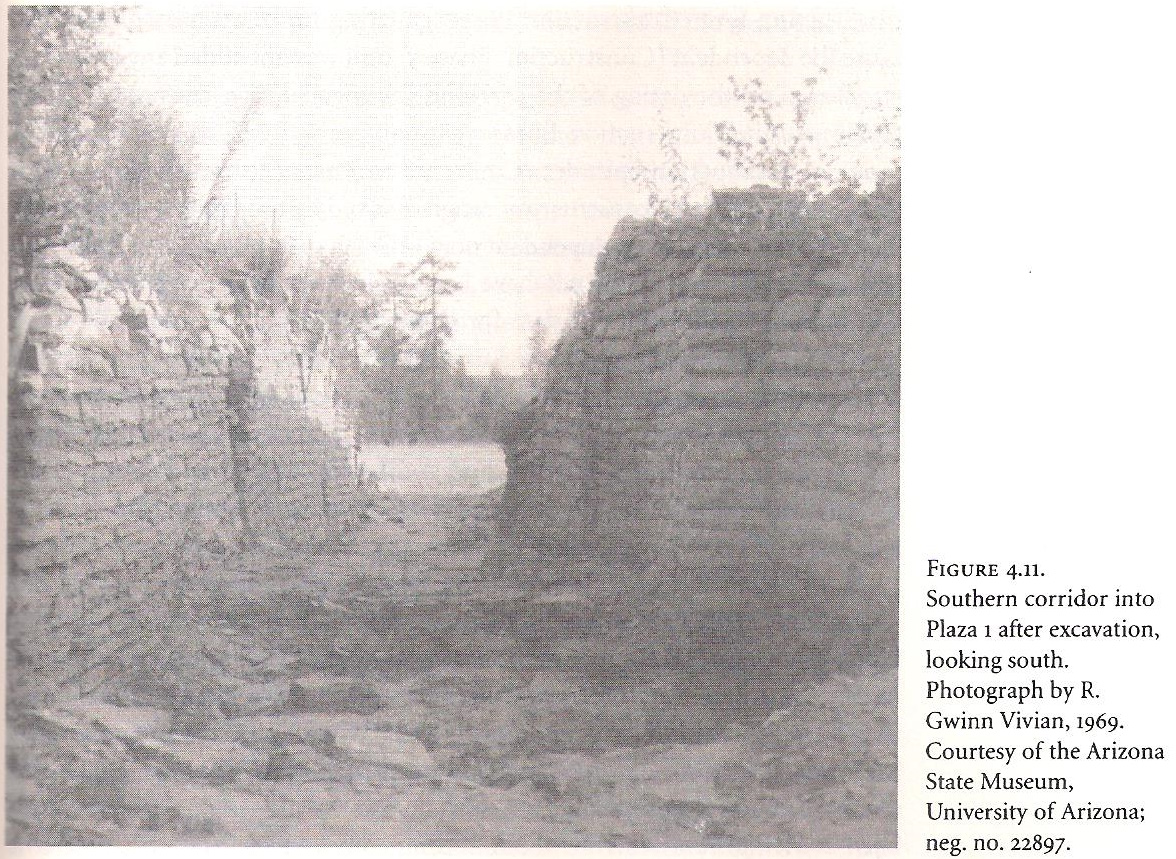 FIGURE 4.11.
Southern corridor into
Plaza 1 after excavation,
looking south.
Photograph by R.
Gwinn Vivian, 1969.
Courtesy of the Arizona
State Museum,
University of Arizona;
neg. no. 22897.